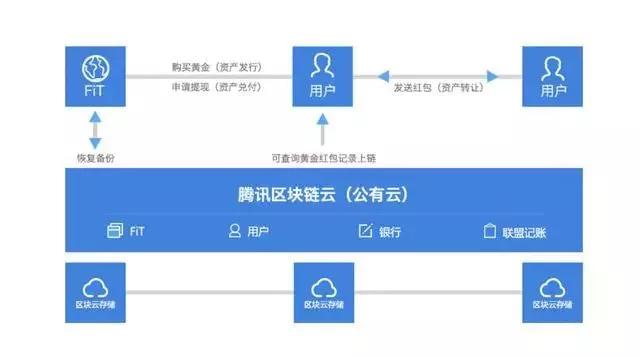 FiT
购买黄金（资产发行）
申请提现（资产兑付）
用户
发送红包（资产转让）
用户
恢复备份
可查询黄金红包记录上链
腾讯区块链云（公有云）
FiT
用户
银行
联盟记账
区块云存储
区块云存储
区块云存储